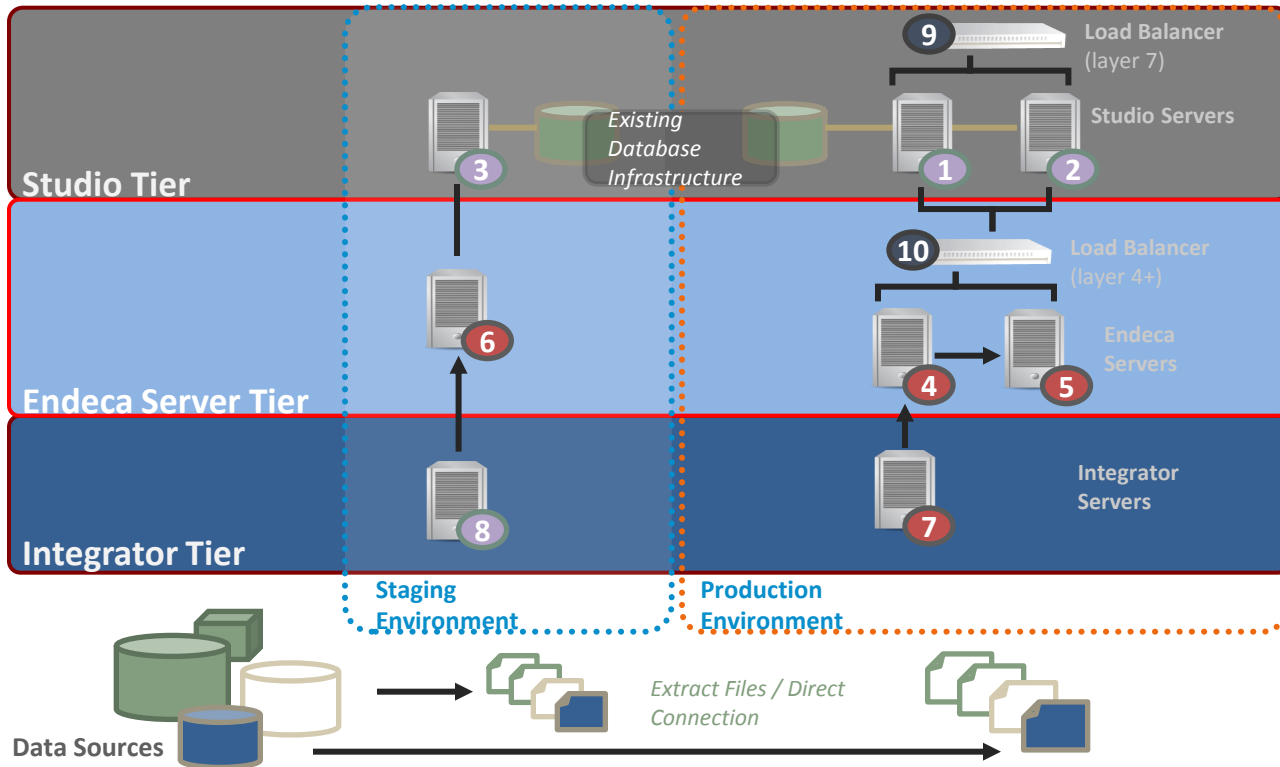 9
Load Balancer
(layer 7)
Existing
Database
Infrastructure
Studio Servers
3
1
2
Studio Tier
10
Load Balancer
(layer 4+)
6
Endeca
Servers
4
5
Endeca Server Tier
Integrator
Servers
8
7
Integrator Tier
Staging
Environment
Production
Environment
Extract Files / Direct
Connection
Data Sources